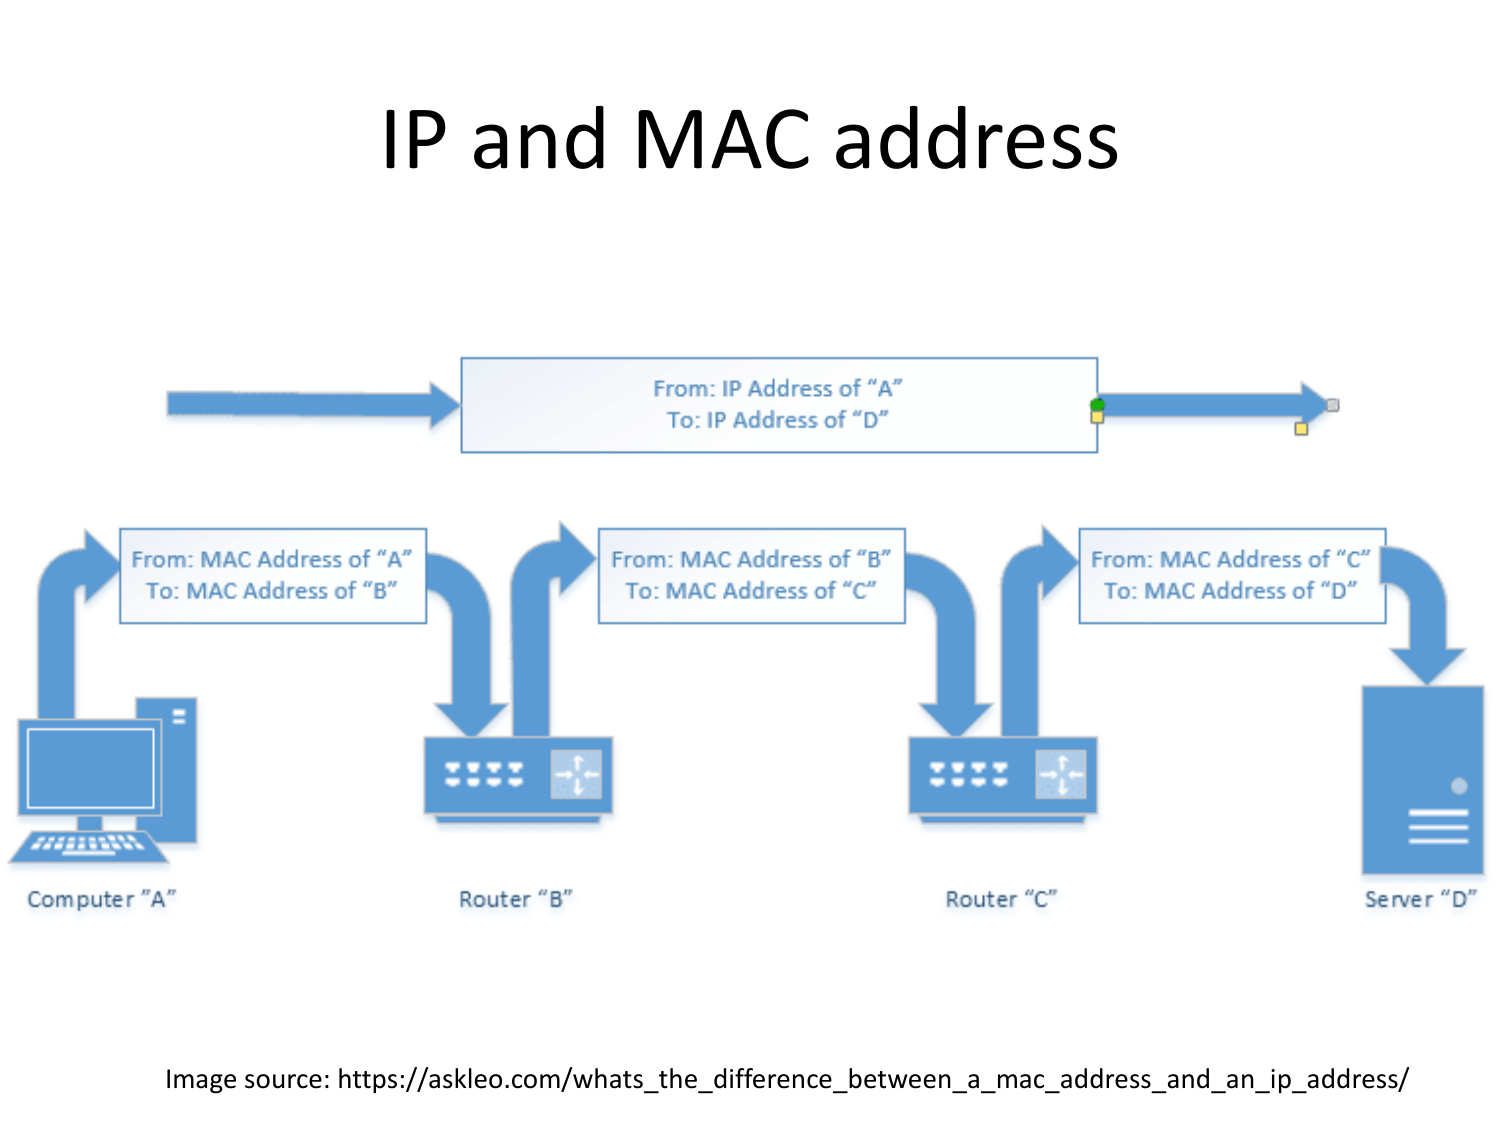 IP and MAC address
From: IP Address of “A”
To: IP Address of “D”
From: MAC Address of “A”
To: MAC Address of “B”
From: MAC Address of “B”
To: MAC Address of “C”
From: MAC Address of “C”
To: MAC Address of “D”
Computer ”A”
Router “B”
Router “C”
Server “D”
Image source: https://askleo.com/whats_the_difference_between_a_mac_address_and_an_ip_address/